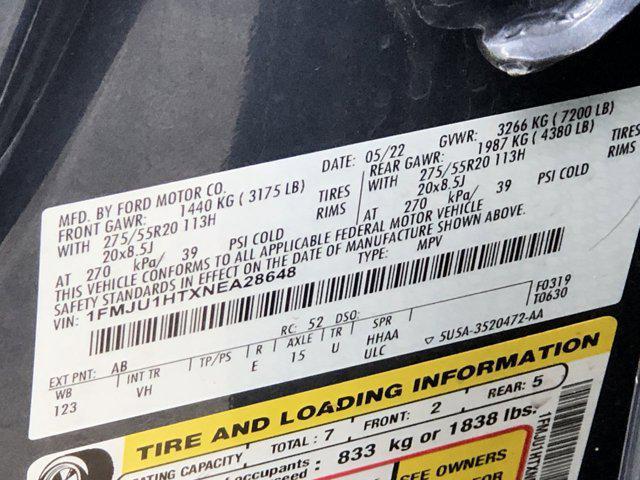 MFD. BY FORD MOTOR CO.
DATE: 05/22
GVWR: 3266 KG ( 7200 LB)
FRONT GAWR: 1440 KG ( 3175 LB)
REAR GAWR: 1987 KG ( 4380 LB)
WITH 275/55R20 113H TIRES
WITH 275/55R20 113H TIRES
20x8.5J RIMS
20x8.5J RIMS
AT 270 kPa/ 39 PSI COLD
AT 270 kPa/ 39 PSI COLD
THIS VEHICLE CONFORMS TO ALL APPLICABLE FEDERAL MOTOR VEHICLE
SAFETY STANDARDS IN EFFECT ON THE DATE OF MANUFACTURE SHOWN ABOVE.
VIN: 1FMJU1HTXNEA28648
TYPE: MPV
F0319
T0630
EXT PNT: AB RC: 52 DSO:
WB INT TR TP/PS R AXLE TR SPR
123 VH E 15 U HHAA
ULC
5U5A-3520472-AA
TIRE AND LOADING INFORMATION
SEATING CAPACITY TOTAL : 7 FRONT: 2 REAR: 5
occupants 833 kg or 1838 lbs.
SEE OWNERS
FOR